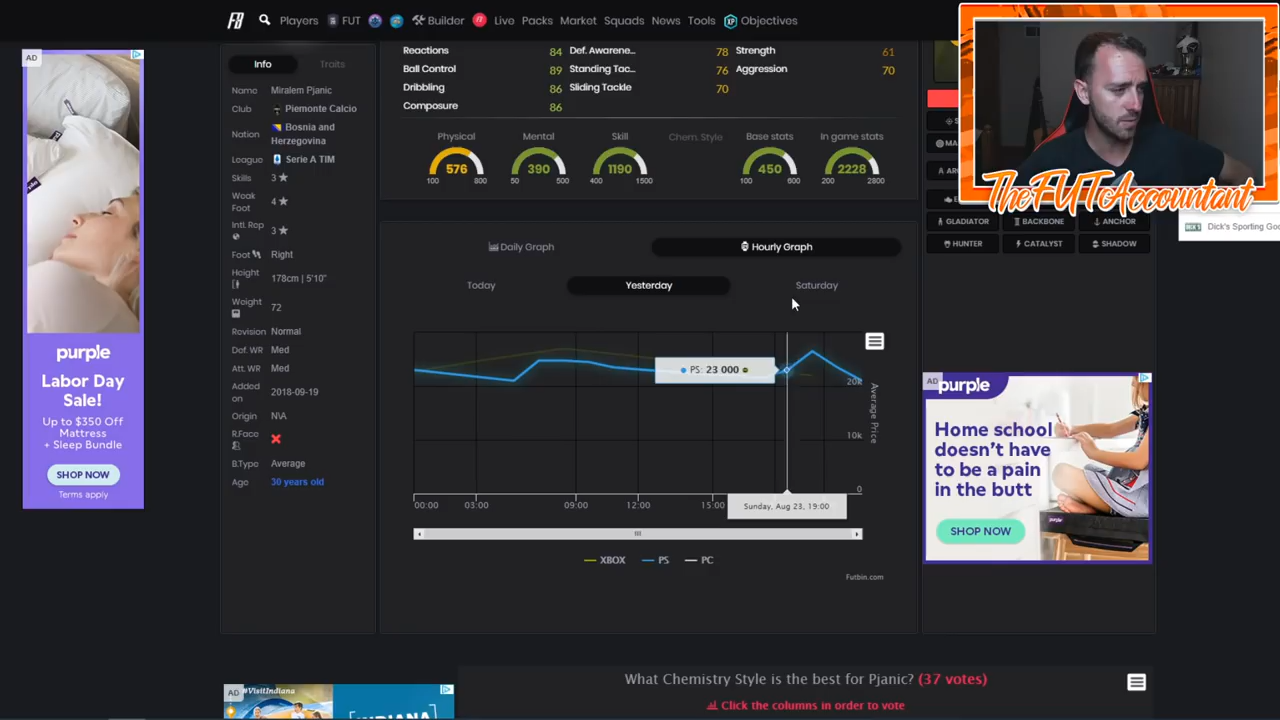 Players FUT Builder Live Packs Market Squads News Tools Objectives
AD
purple
Labor Day
Sale!
Up to $350 Off
Mattress
+ Sleep Bundle
SHOP NOW
Terms apply
Info Traits
Name Miralem Pjanic
Club Piemonte Calcio
Nation Bosnia and
Herzegovina
League Serie A TIM
Skills 3
Weak
Foot 4
Intl. Rep 3
Foot Right
Height 178cm | 5'10"
Weight 72
Revision Normal
Def. WR Med
Att. WR Med
Added
on 2018-09-19
Origin N\A
R.Face
B.Type Average
Age 30 years old
Reactions 84 Def. Awarene... 78 Strength 61
Ball Control 89 Standing Tac... 76 Aggression 70
Dribbling 86 Sliding Tackle 70
Composure 86
Physical Mental Skill Chem. Style Base stats In game stats
576 390 1190 450 2228
100 800 50 500 400 1500 100 600 200 2800
Daily Graph Hourly Graph
Today Yesterday Saturday
PS: 23 000
20k
10k
0
Average Price
00:00 03:00 09:00 12:00 15:00
Sunday, Aug 23, 19:00
XBOX PS PC
Futbin.com
TheFUTAccountant
Dick's Sporting Goo
GLADIATOR BACKBONE ANCHOR
HUNTER CATALYST SHADOW
AD
purple
Home school
doesn't have
to be a pain
in the butt
SHOP NOW
AD
#VisitIndiana
INDIANA
What Chemistry Style is the best for Pjanic? (37 votes)
Click the columns in order to vote